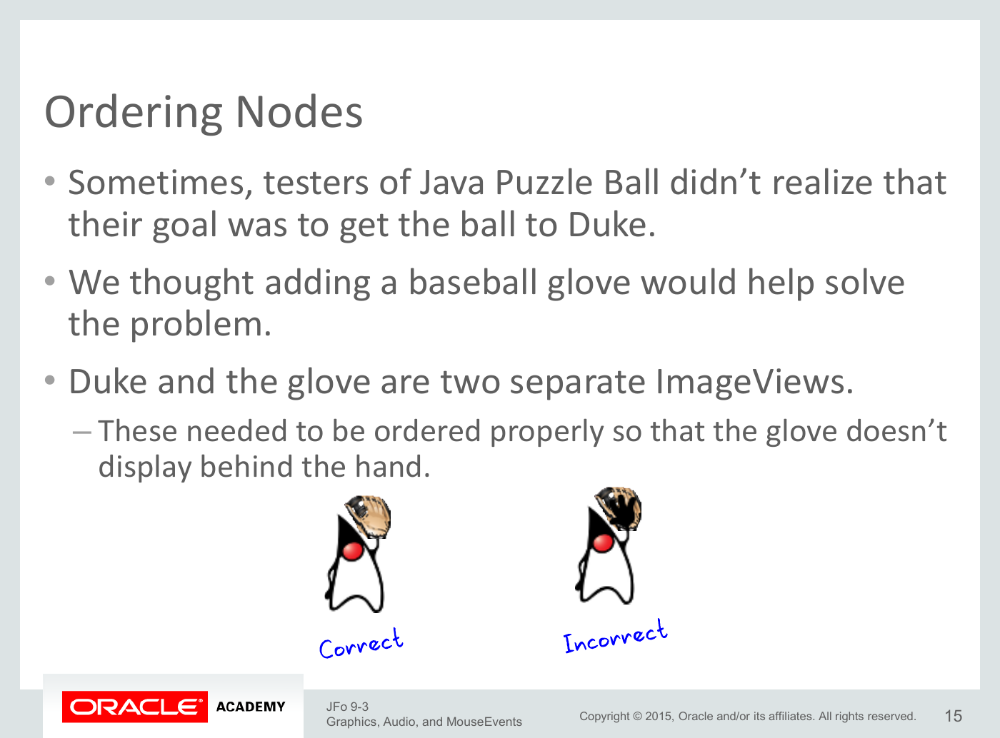 Ordering Nodes
• Sometimes, testers of Java Puzzle Ball didn’t realize that
their goal was to get the ball to Duke.
• We thought adding a baseball glove would help solve
the problem.
• Duke and the glove are two separate ImageViews.
– These needed to be ordered properly so that the glove doesn’t
display behind the hand.
Correct
Incorrect
ORACLE® ACADEMY
JFo 9-3
Graphics, Audio, and MouseEvents
Copyright © 2015, Oracle and/or its affiliates. All rights reserved.
15